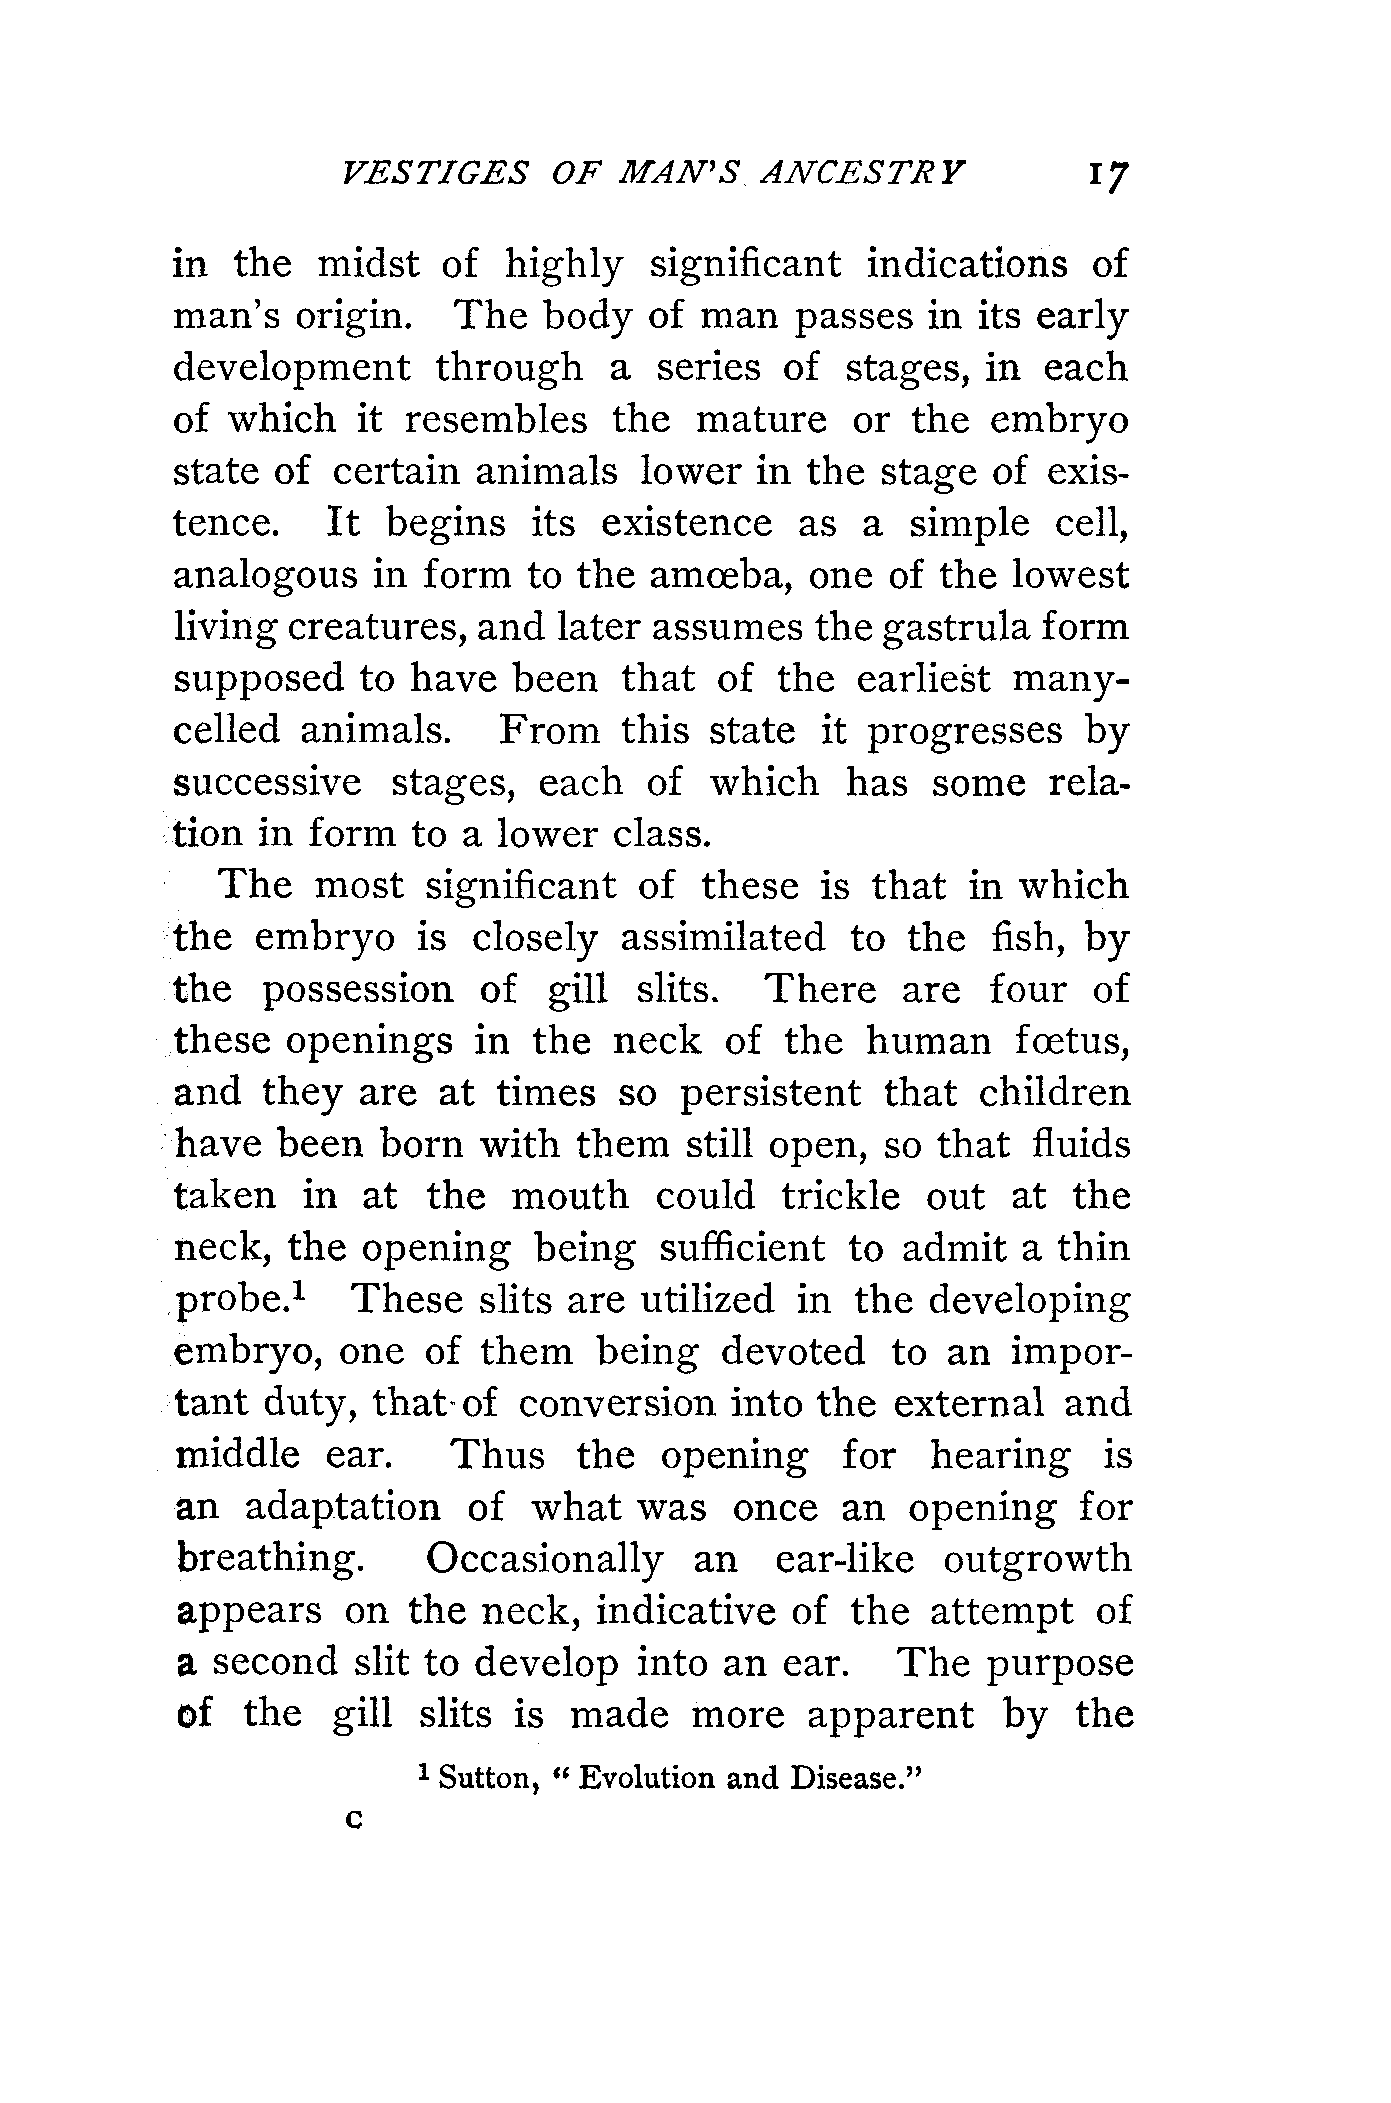 VESTIGES OF MAN'S ANCESTRY 17
in the midst of highly significant indications of
man's origin. The body of man passes in its early
development through a series of stages, in each
of which it resembles the mature or the embryo
state of certain animals lower in the stage of exis-
tence. It begins its existence as a simple cell,
analogous in form to the amœba, one of the lowest
living creatures, and later assumes the gastrula form
supposed to have been that of the earliest many-
celled animals. From this state it progresses by
successive stages, each of which has some rela-
tion in form to a lower class.
The most significant of these is that in which
the embryo is closely assimilated to the fish, by
the possession of gill slits. There are four of
these openings in the neck of the human fœtus,
and they are at times so persistent that children
have been born with them still open, so that fluids
taken in at the mouth could trickle out at the
neck, the opening being sufficient to admit a thin
probe.¹ These slits are utilized in the developing
embryo, one of them being devoted to an impor-
tant duty, that of conversion into the external and
middle ear. Thus the opening for hearing is
an adaptation of what was once an opening for
breathing. Occasionally an ear-like outgrowth
appears on the neck, indicative of the attempt of
a second slit to develop into an ear. The purpose
of the gill slits is made more apparent by the
¹ Sutton, “ Evolution and Disease.”
C